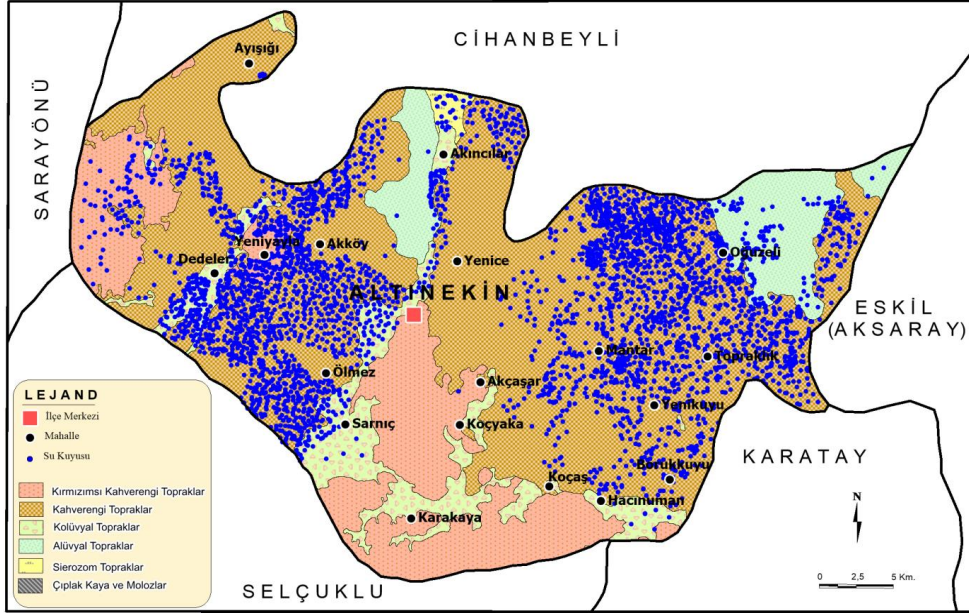 CİHANBEYLİ
SARAYÖNÜ
Ayışığı
Akıncılar
Yeniyayla
Akköy
Dedeler
Yenice
Oğuzeli
ALTINEKİN
ESKİL
(AKSARAY)
Mantar
Topraklık
Ölmez
Akçaşar
Yenikuyu
Sarnıç
Koçyaka
KARATAY
Borukkuyu
Koçaş
Hacınuman
Karakaya
SELÇUKLU
LEJAND
İlçe Merkezi
Mahalle
Su Kuyusu
Kırmızımsı Kahverengi Topraklar
Kahverengi Topraklar
Kolüvyal Topraklar
Alüvyal Topraklar
Sierozom Topraklar
Çıplak Kaya ve Molozlar
N
0 2,5 5 Km.